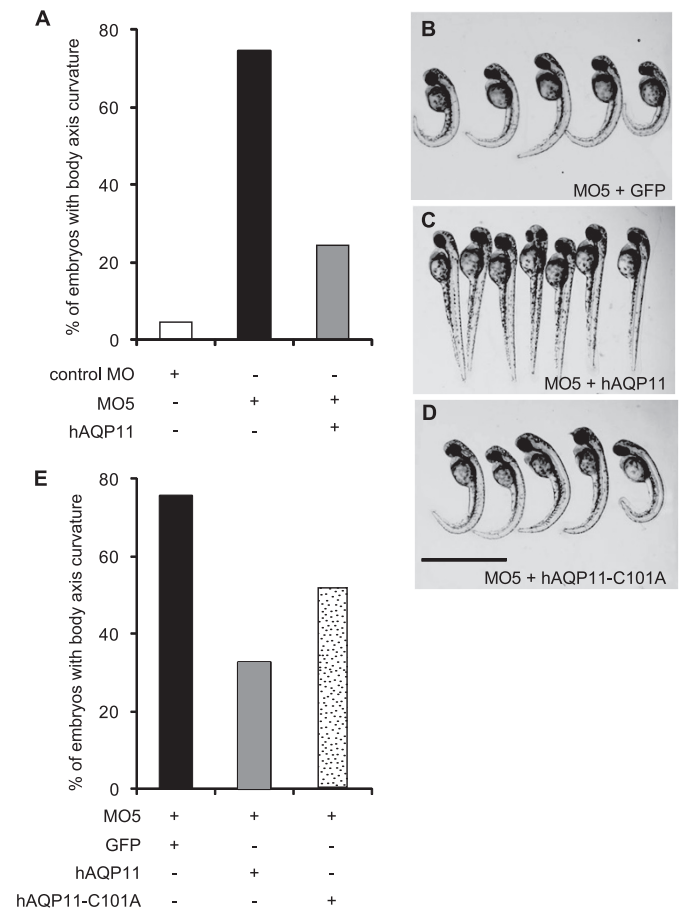 A
% of embryos with body axis curvature
80
60
40
20
0
control MO + - -
MO5 - + +
hAQP11 - - +
B
MO5 + GFP
C
MO5 + hAQP11
D
MO5 + hAQP11-C101A
E
% of embryos with body axis curvature
80
60
40
20
0
MO5 + + +
GFP + - -
hAQP11 - + -
hAQP11-C101A - - +